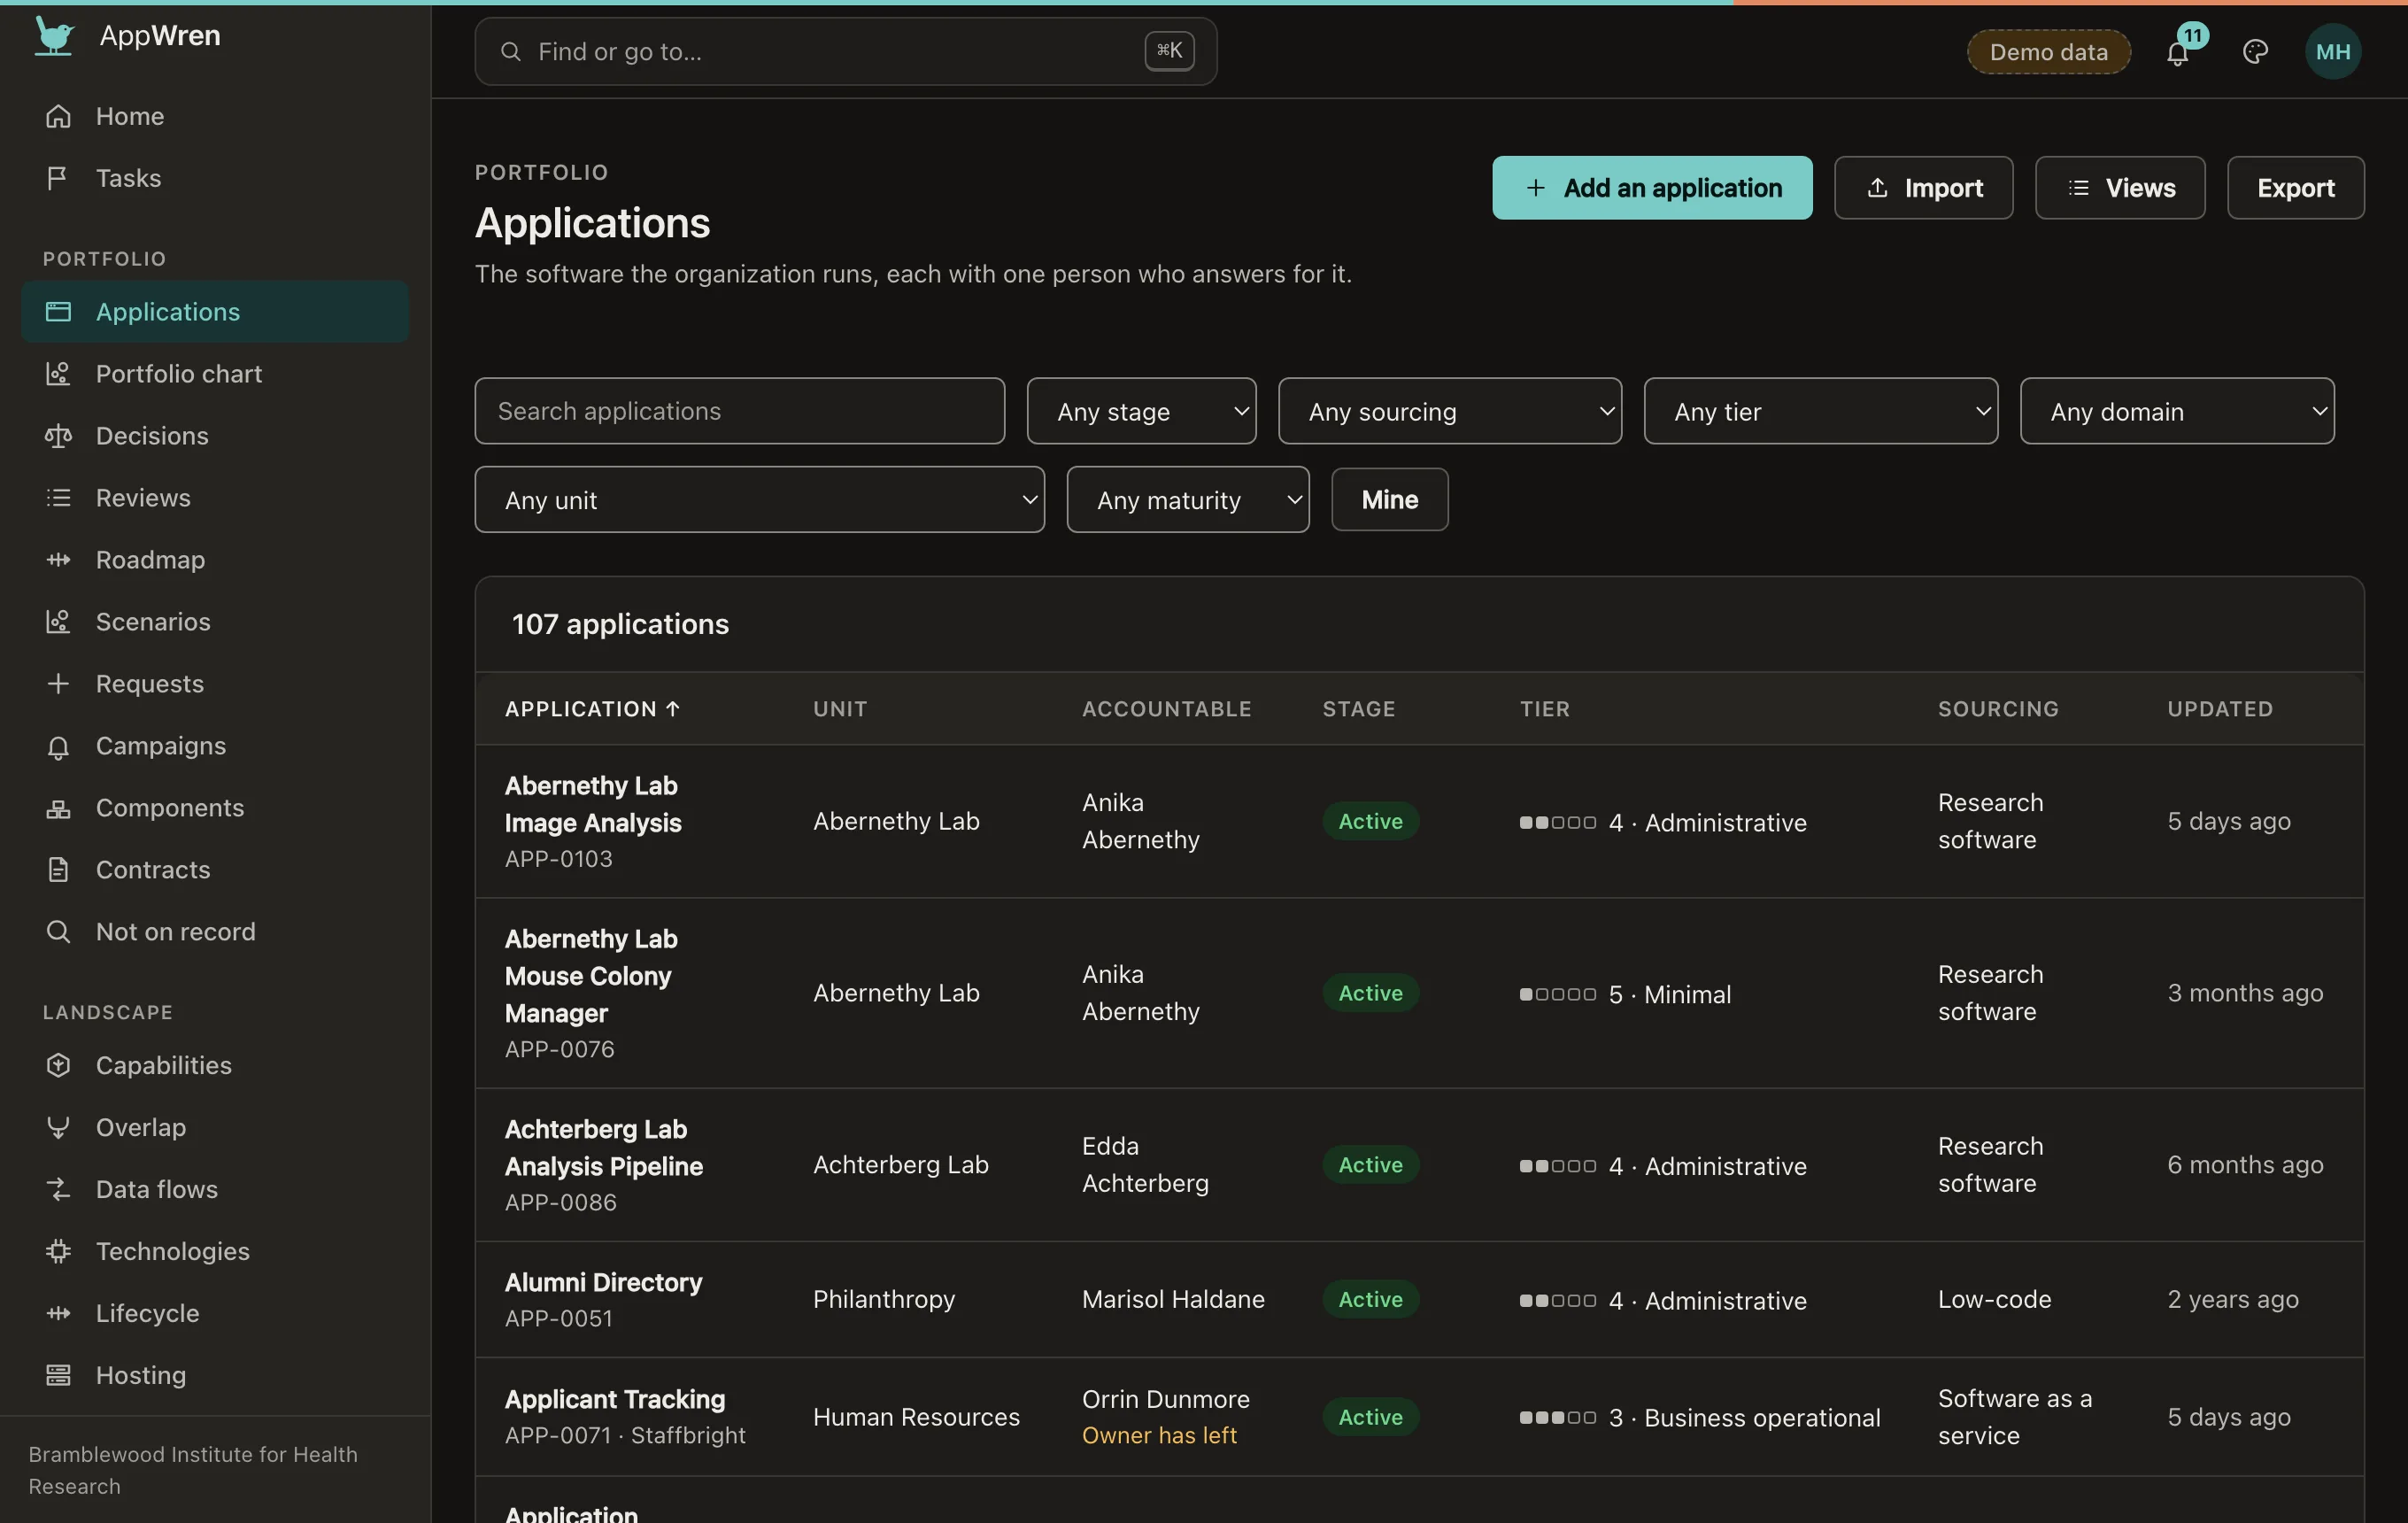 AppWren
Find or go to...
⌘K
Demo data
11
MH
Home
Tasks
PORTFOLIO
Applications
Portfolio chart
Decisions
Reviews
Roadmap
Scenarios
Requests
Campaigns
Components
Contracts
Not on record
LANDSCAPE
Capabilities
Overlap
Data flows
Technologies
Lifecycle
Hosting
Bramblewood Institute for Health
Research
PORTFOLIO
Applications
The software the organization runs, each with one person who answers for it.
Add an application
Import
Views
Export
Search applications
Any stage
Any sourcing
Any tier
Any domain
Any unit
Any maturity
Mine
107 applications
APPLICATION ↑ UNIT ACCOUNTABLE STAGE TIER SOURCING UPDATED
Abernethy Lab
Image Analysis
APP-0103
Abernethy Lab
Anika
Abernethy
Active
4 · Administrative
Research
software
5 days ago
Abernethy Lab
Mouse Colony
Manager
APP-0076
Abernethy Lab
Anika
Abernethy
Active
5 · Minimal
Research
software
3 months ago
Achterberg Lab
Analysis Pipeline
APP-0086
Achterberg Lab
Edda
Achterberg
Active
4 · Administrative
Research
software
6 months ago
Alumni Directory
APP-0051
Philanthropy
Marisol Haldane
Active
4 · Administrative
Low-code
2 years ago
Applicant Tracking
APP-0071 · Staffbright
Human Resources
Orrin Dunmore
Owner has left
Active
3 · Business operational
Software as a
service
5 days ago
Application